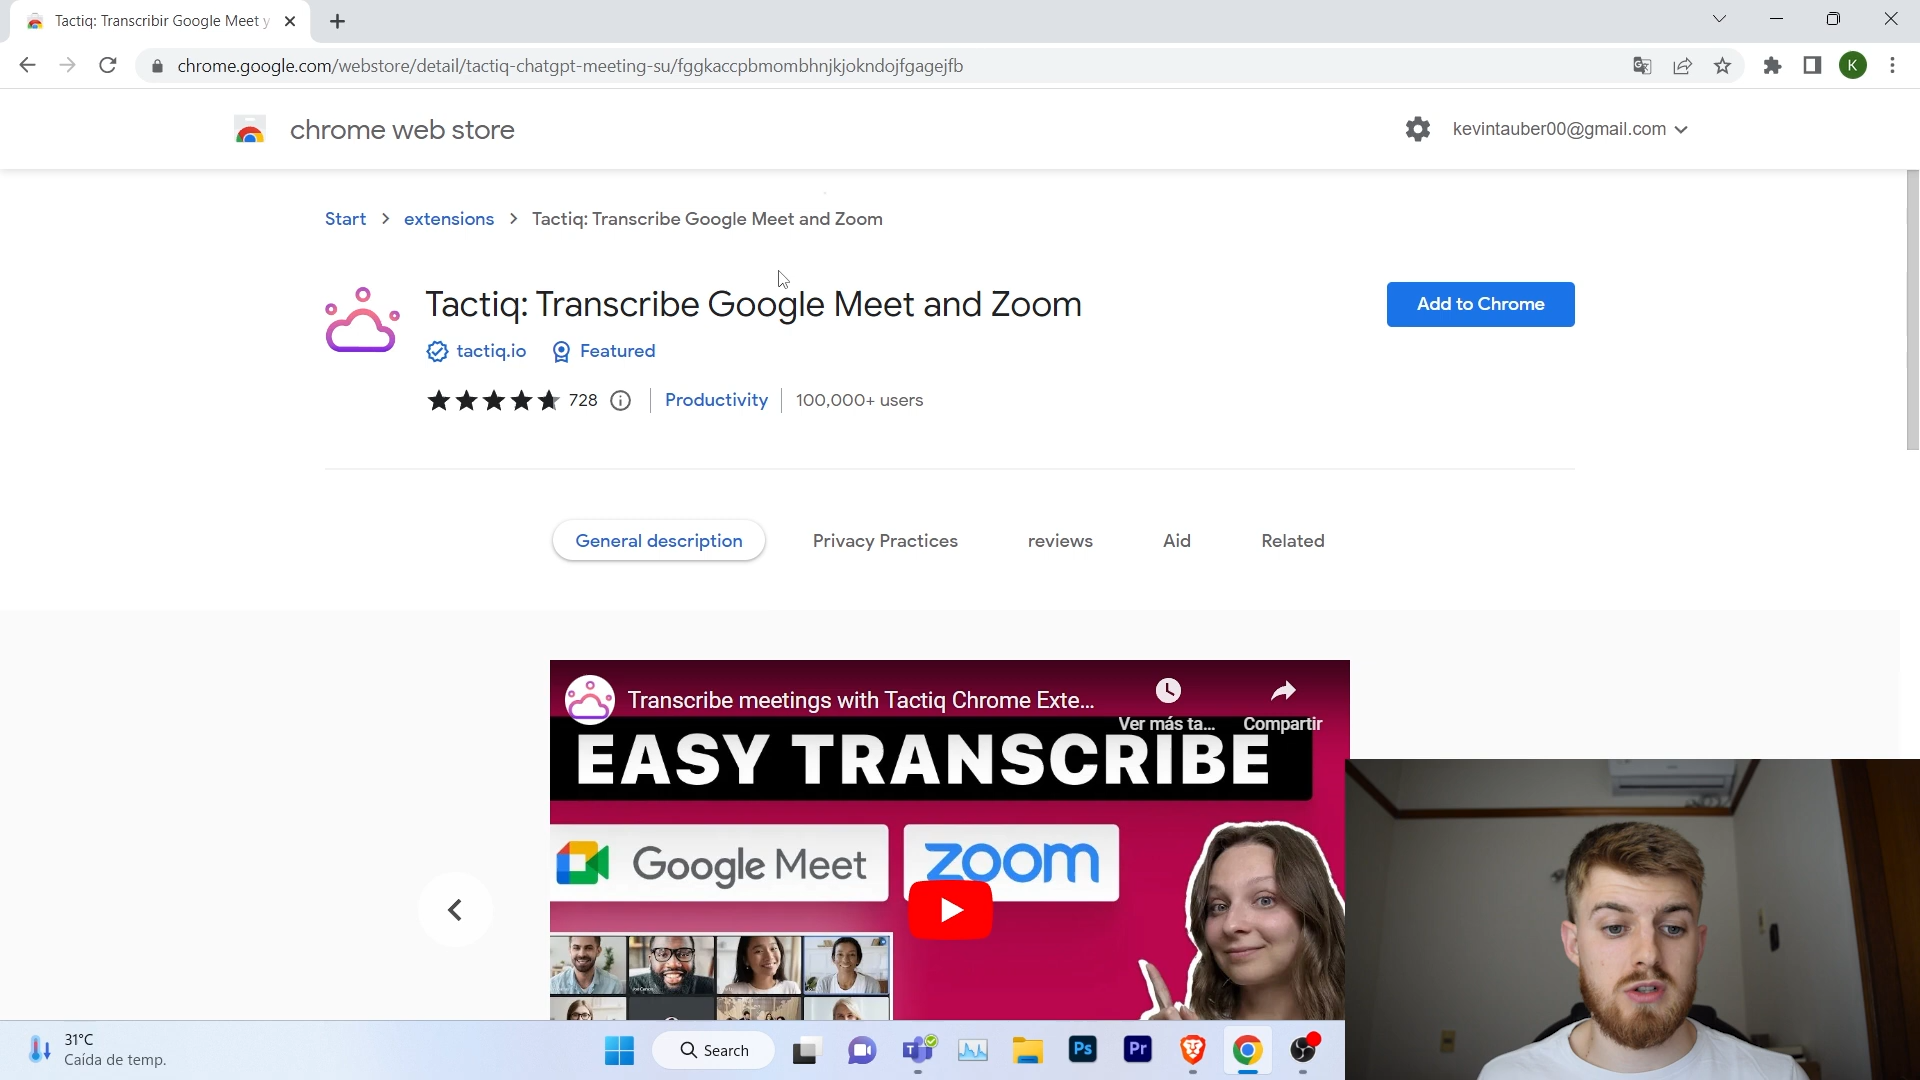 Tactiq: Transcribir Google Meet y
chrome.google.com/webstore/detail/tactiq-chatgpt-meeting-su/fggkaccpbmombhnjkjokndojfgagejfb
K
chrome web store
kevintauber00@gmail.com
Start > extensions > Tactiq: Transcribe Google Meet and Zoom
Tactiq: Transcribe Google Meet and Zoom
Add to Chrome
tactiq.io Featured
728 Productivity 100,000+ users
General description Privacy Practices reviews Aid Related
Transcribe meetings with Tactiq Chrome Exte...
Ver más ta... Compartir
EASY TRANSCRIBE
Google Meet zoom
31°C
Caída de temp.
Search
Ps
Pr